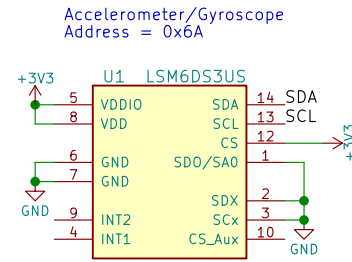 Accelerometer/Gyroscope
Address = 0x6A
+3V3 U1 LSM6DS3US
5 VDDIO SDA 14 SDA
8 VDD SCL 13 SCL
CS 12 +3V3
6 GND SDO/SA0 1
7 GND
GND SDX 2
9 INT2 SCx 3
4 INT1 CS_Aux 10
GND